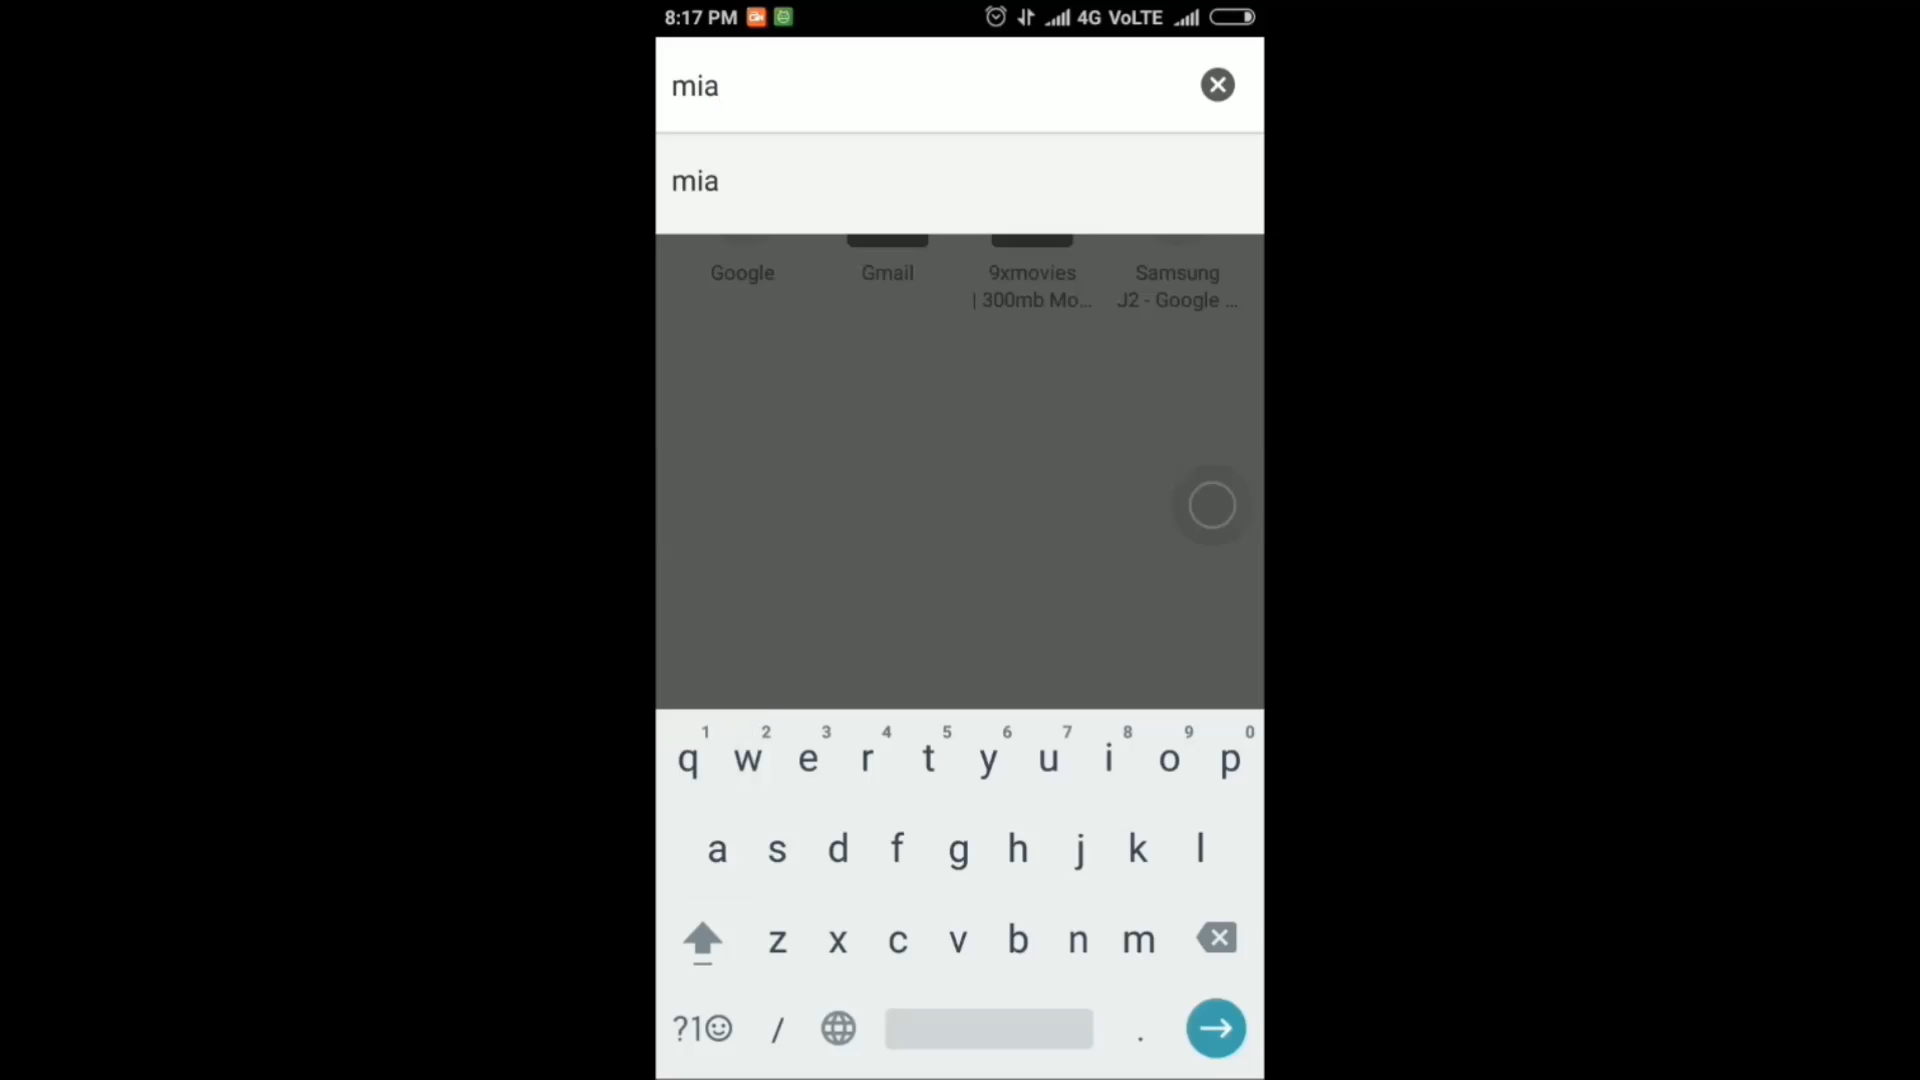 8:17 PM 4G VoLTE
mia
mia
Google Gmail 9xmovies Samsung
| 300mb Mo... J2 - Google ...
1 2 3 4 5 6 7 8 9 0
q w e r t y u i o p
a s d f g h j k l
z x c v b n m
?1 / .